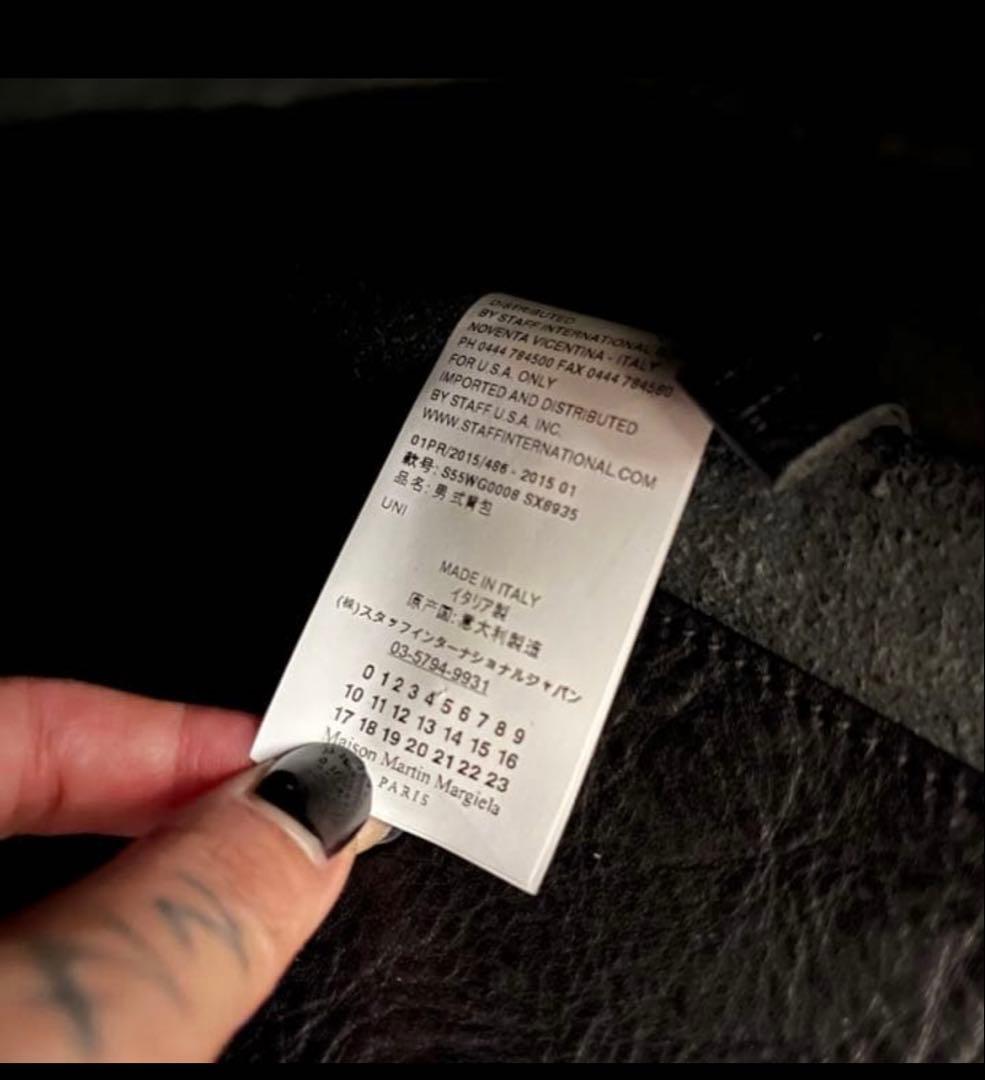 DISTRIBUTED
BY STAFF INTERNATIONAL
NOVENTA VICENTINA - ITALY
PH 0444 784500 FAX 0444 784580
FOR U.S.A. ONLY
IMPORTED AND DISTRIBUTED
BY STAFF U.S.A. INC.
WWW.STAFFINTERNATIONAL.COM
01PR/2015/486 - 2015 01
款号: S55WG0008 SX8935
品名: 男式背包
UNI
MADE IN ITALY
イタリア製
原产国: 意大利製造
(株)スタッフインターナショナルジャパン
03-5794-9931
0 1 2 3 4 5 6 7 8 9
10 11 12 13 14 15 16
17 18 19 20 21 22 23
Maison Martin Margiela
PARIS